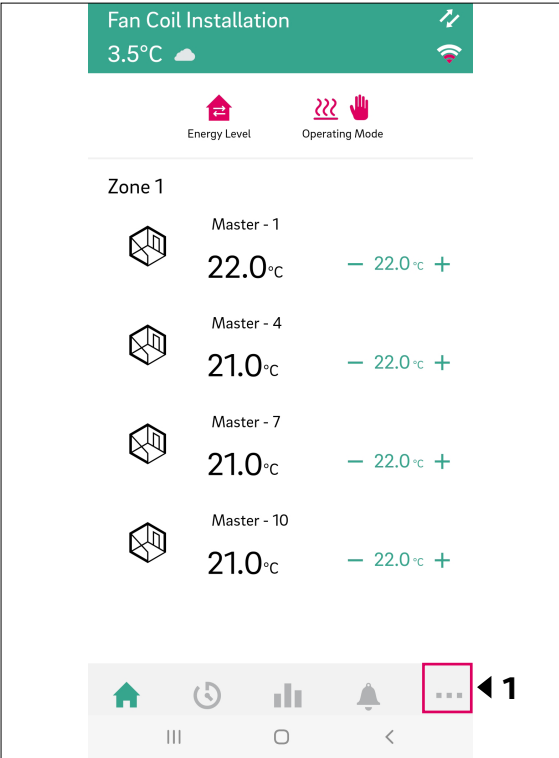 Fan Coil Installation
3.5°C
Energy Level Operating Mode
Zone 1
Master - 1
22.0°C − 22.0 °C +
Master - 4
21.0°C − 22.0 °C +
Master - 7
21.0°C − 22.0 °C +
Master - 10
21.0°C − 22.0 °C +
1